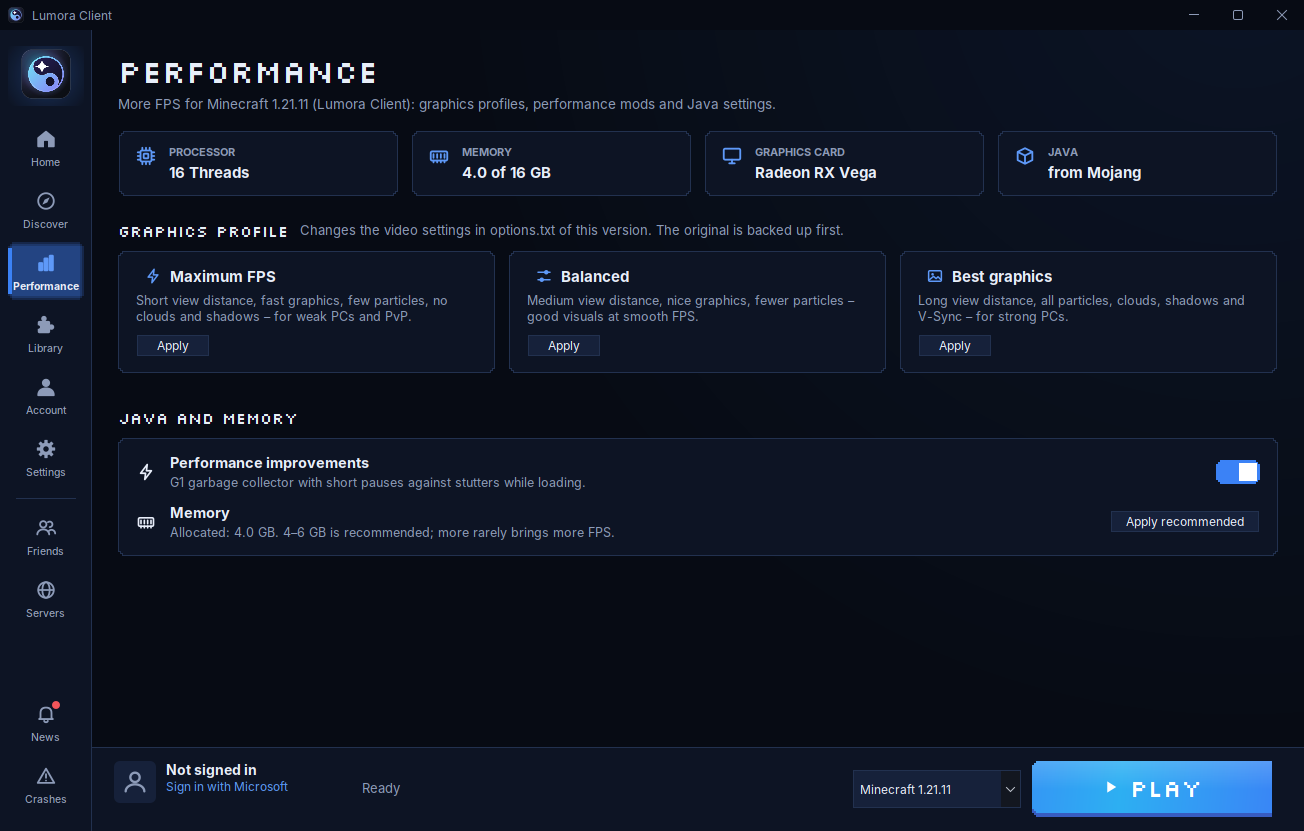 Lumora Client
PERFORMANCE
More FPS for Minecraft 1.21.11 (Lumora Client): graphics profiles, performance mods and Java settings.
PROCESSOR
16 Threads
MEMORY
4.0 of 16 GB
GRAPHICS CARD
Radeon RX Vega
JAVA
from Mojang
GRAPHICS PROFILE Changes the video settings in options.txt of this version. The original is backed up first.
Maximum FPS
Short view distance, fast graphics, few particles, no
clouds and shadows – for weak PCs and PvP.
Apply
Balanced
Medium view distance, nice graphics, fewer particles –
good visuals at smooth FPS.
Apply
Best graphics
Long view distance, all particles, clouds, shadows and
V-Sync – for strong PCs.
Apply
JAVA AND MEMORY
Performance improvements
G1 garbage collector with short pauses against stutters while loading.
Memory
Allocated: 4.0 GB. 4–6 GB is recommended; more rarely brings more FPS.
Apply recommended
Home
Discover
Performance
Library
Account
Settings
Friends
Servers
News
Crashes
Not signed in
Sign in with Microsoft
Ready
Minecraft 1.21.11
PLAY